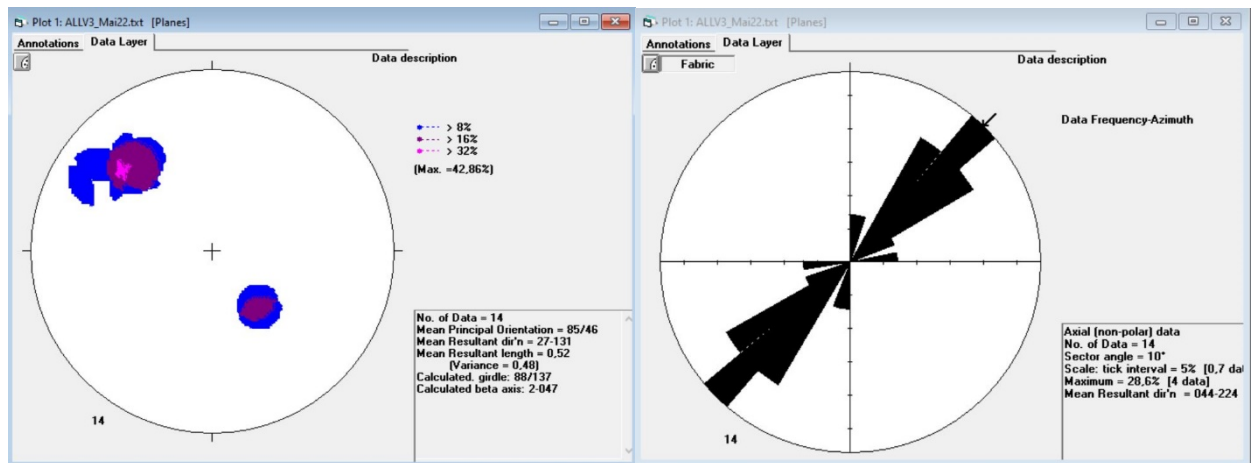 Plot 1: ALLV3_Mai22.txt [Planes]
Annotations Data Layer
Data description
> 8%
> 16%
> 32%
(Max. =42,86%)
No. of Data = 14
Mean Principal Orientation = 85/46
Mean Resultant dir'n = 27-131
Mean Resultant length = 0,52
(Variance = 0,48)
Calculated. girdle: 88/137
Calculated beta axis: 2-047
14
Plot 1: ALLV3_Mai22.txt [Planes]
Annotations Data Layer
Fabric
Data description
Data Frequency-Azimuth
Axial (non-polar) data
No. of Data = 14
Sector angle = 10°
Scale: tick interval = 5% [0,7 dat
Maximum = 28,6% [4 data]
Mean Resultant dir'n = 044-224
14